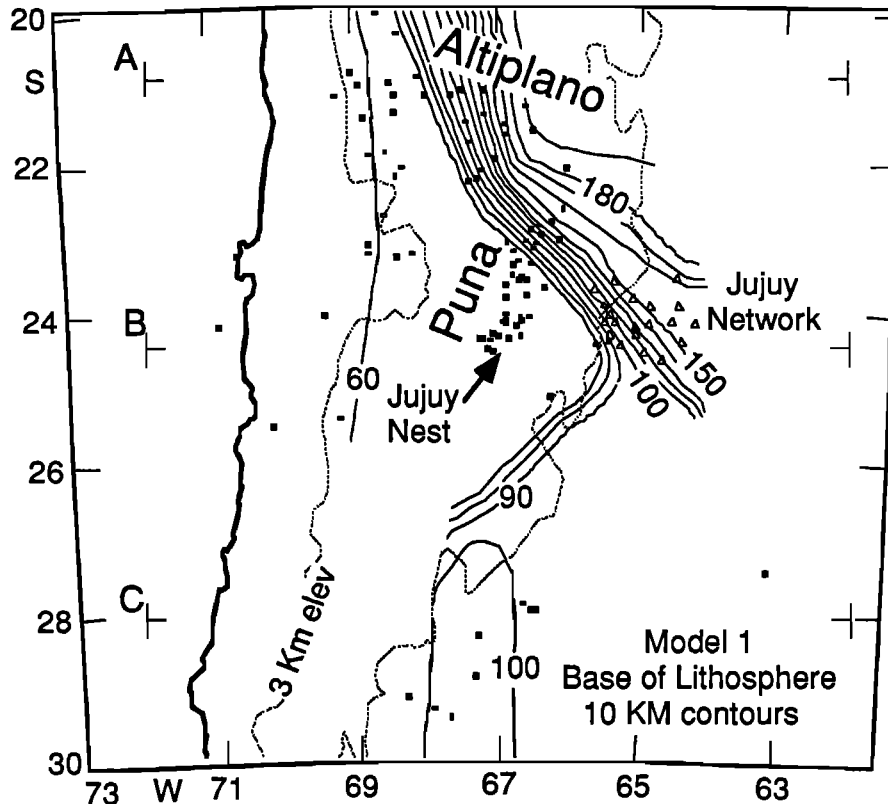 20
A
S
Altiplano
22
180
Puna
Jujuy
Network
24
B
150
100
60
Jujuy
Nest
26
90
C
28
3 Km elev
100
Model 1
Base of Lithosphere
10 KM contours
30
73 W 71 69 67 65 63